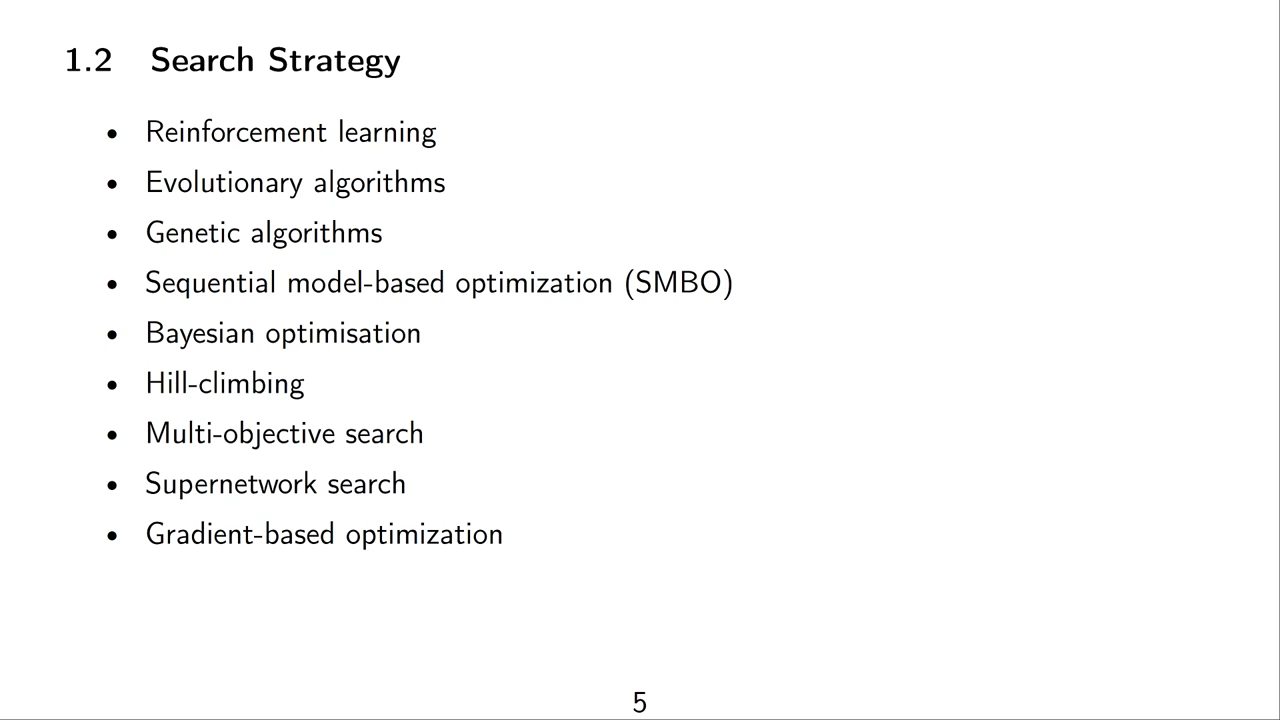 1.2 Search Strategy
• Reinforcement learning
• Evolutionary algorithms
• Genetic algorithms
• Sequential model-based optimization (SMBO)
• Bayesian optimisation
• Hill-climbing
• Multi-objective search
• Supernetwork search
• Gradient-based optimization
5